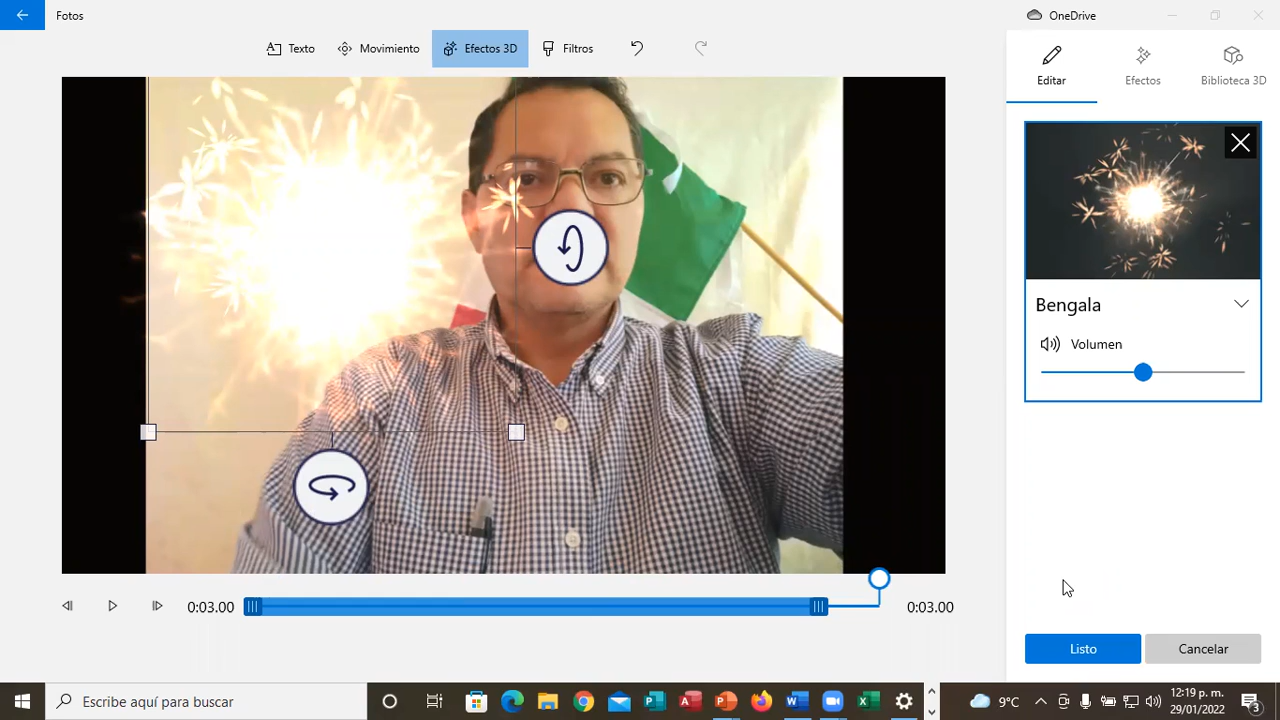 Fotos
OneDrive
Texto
Movimiento
Efectos 3D
Filtros
Editar
Efectos
Biblioteca 3D
Bengala
Volumen
0:03.00
0:03.00
Listo
Cancelar
Escribe aquí para buscar
9°C
12:19 p. m.
29/01/2022
3